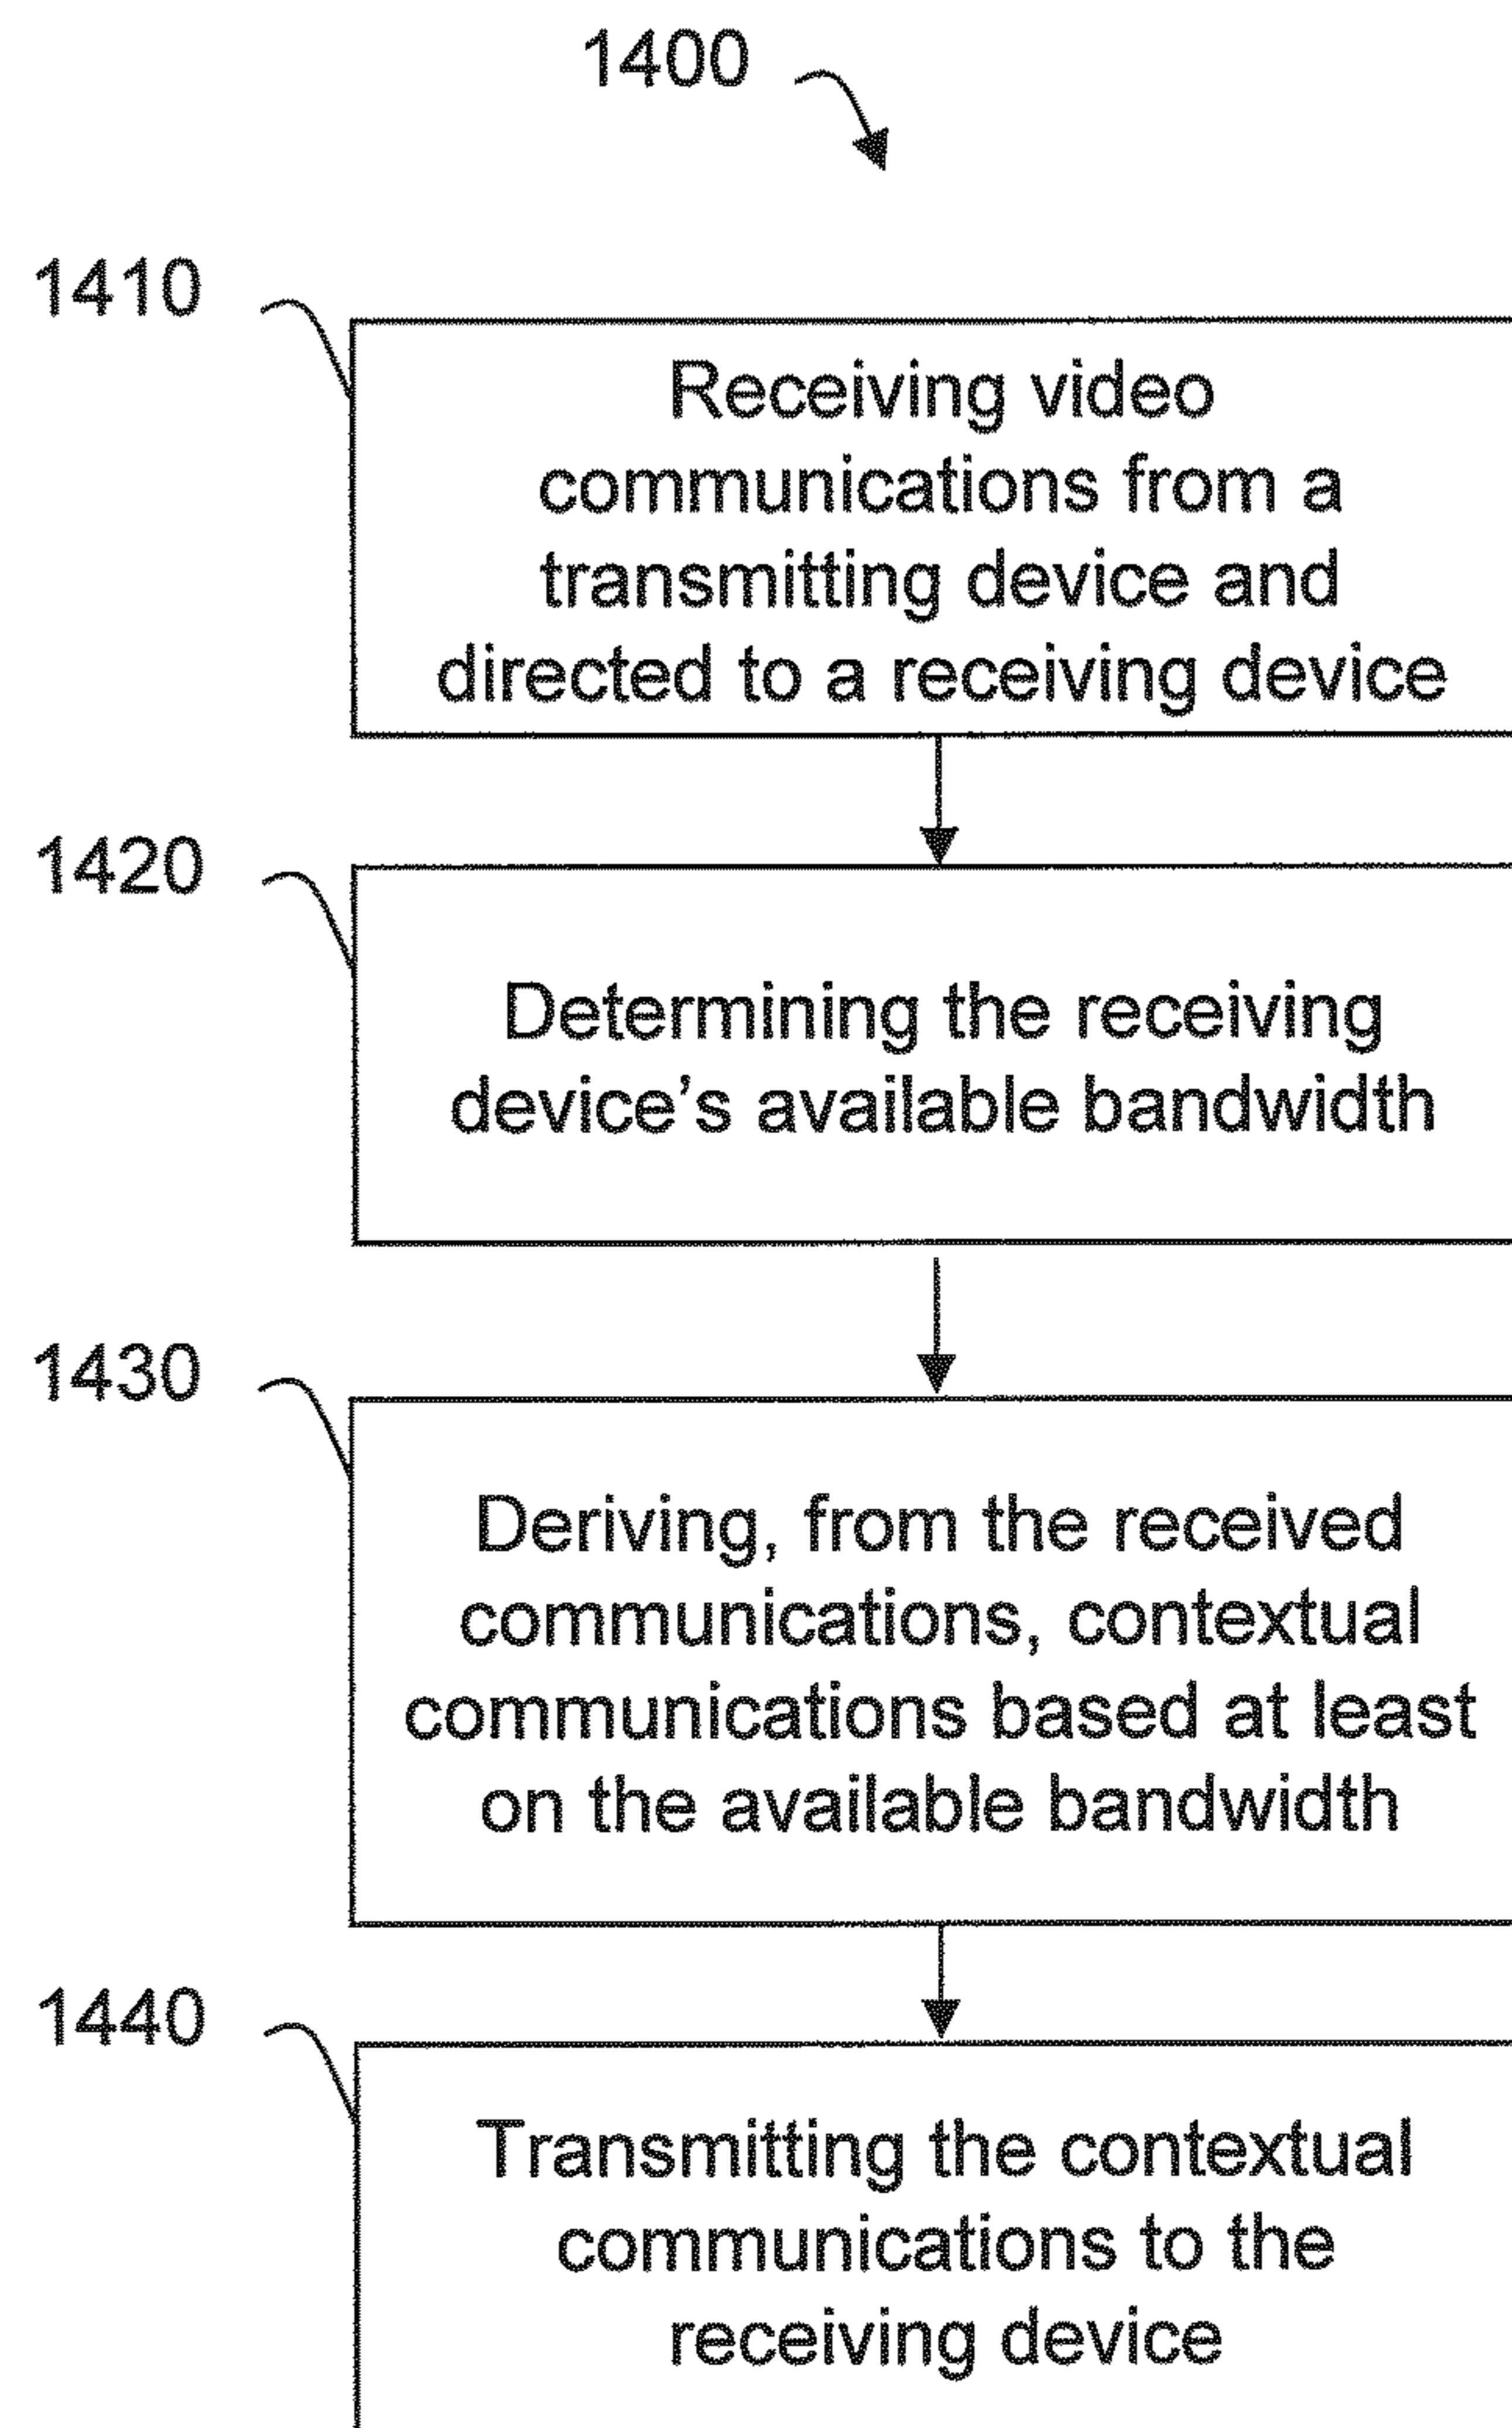 1400
1410
Receiving video
communications from a
transmitting device and
directed to a receiving device
1420
Determining the receiving
device's available bandwidth
1430
Deriving, from the received
communications, contextual
communications based at least
on the available bandwidth
1440
Transmitting the contextual
communications to the
receiving device